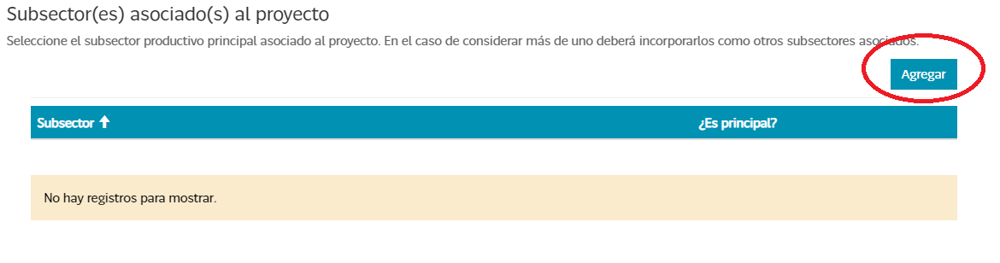 Subsector(es) asociado(s) al proyecto
Seleccione el subsector productivo principal asociado al proyecto. En el caso de considerar más de uno deberá incorporarlos como otros subsectores asociados.
Agregar
Subsector ¿Es principal?
No hay registros para mostrar.